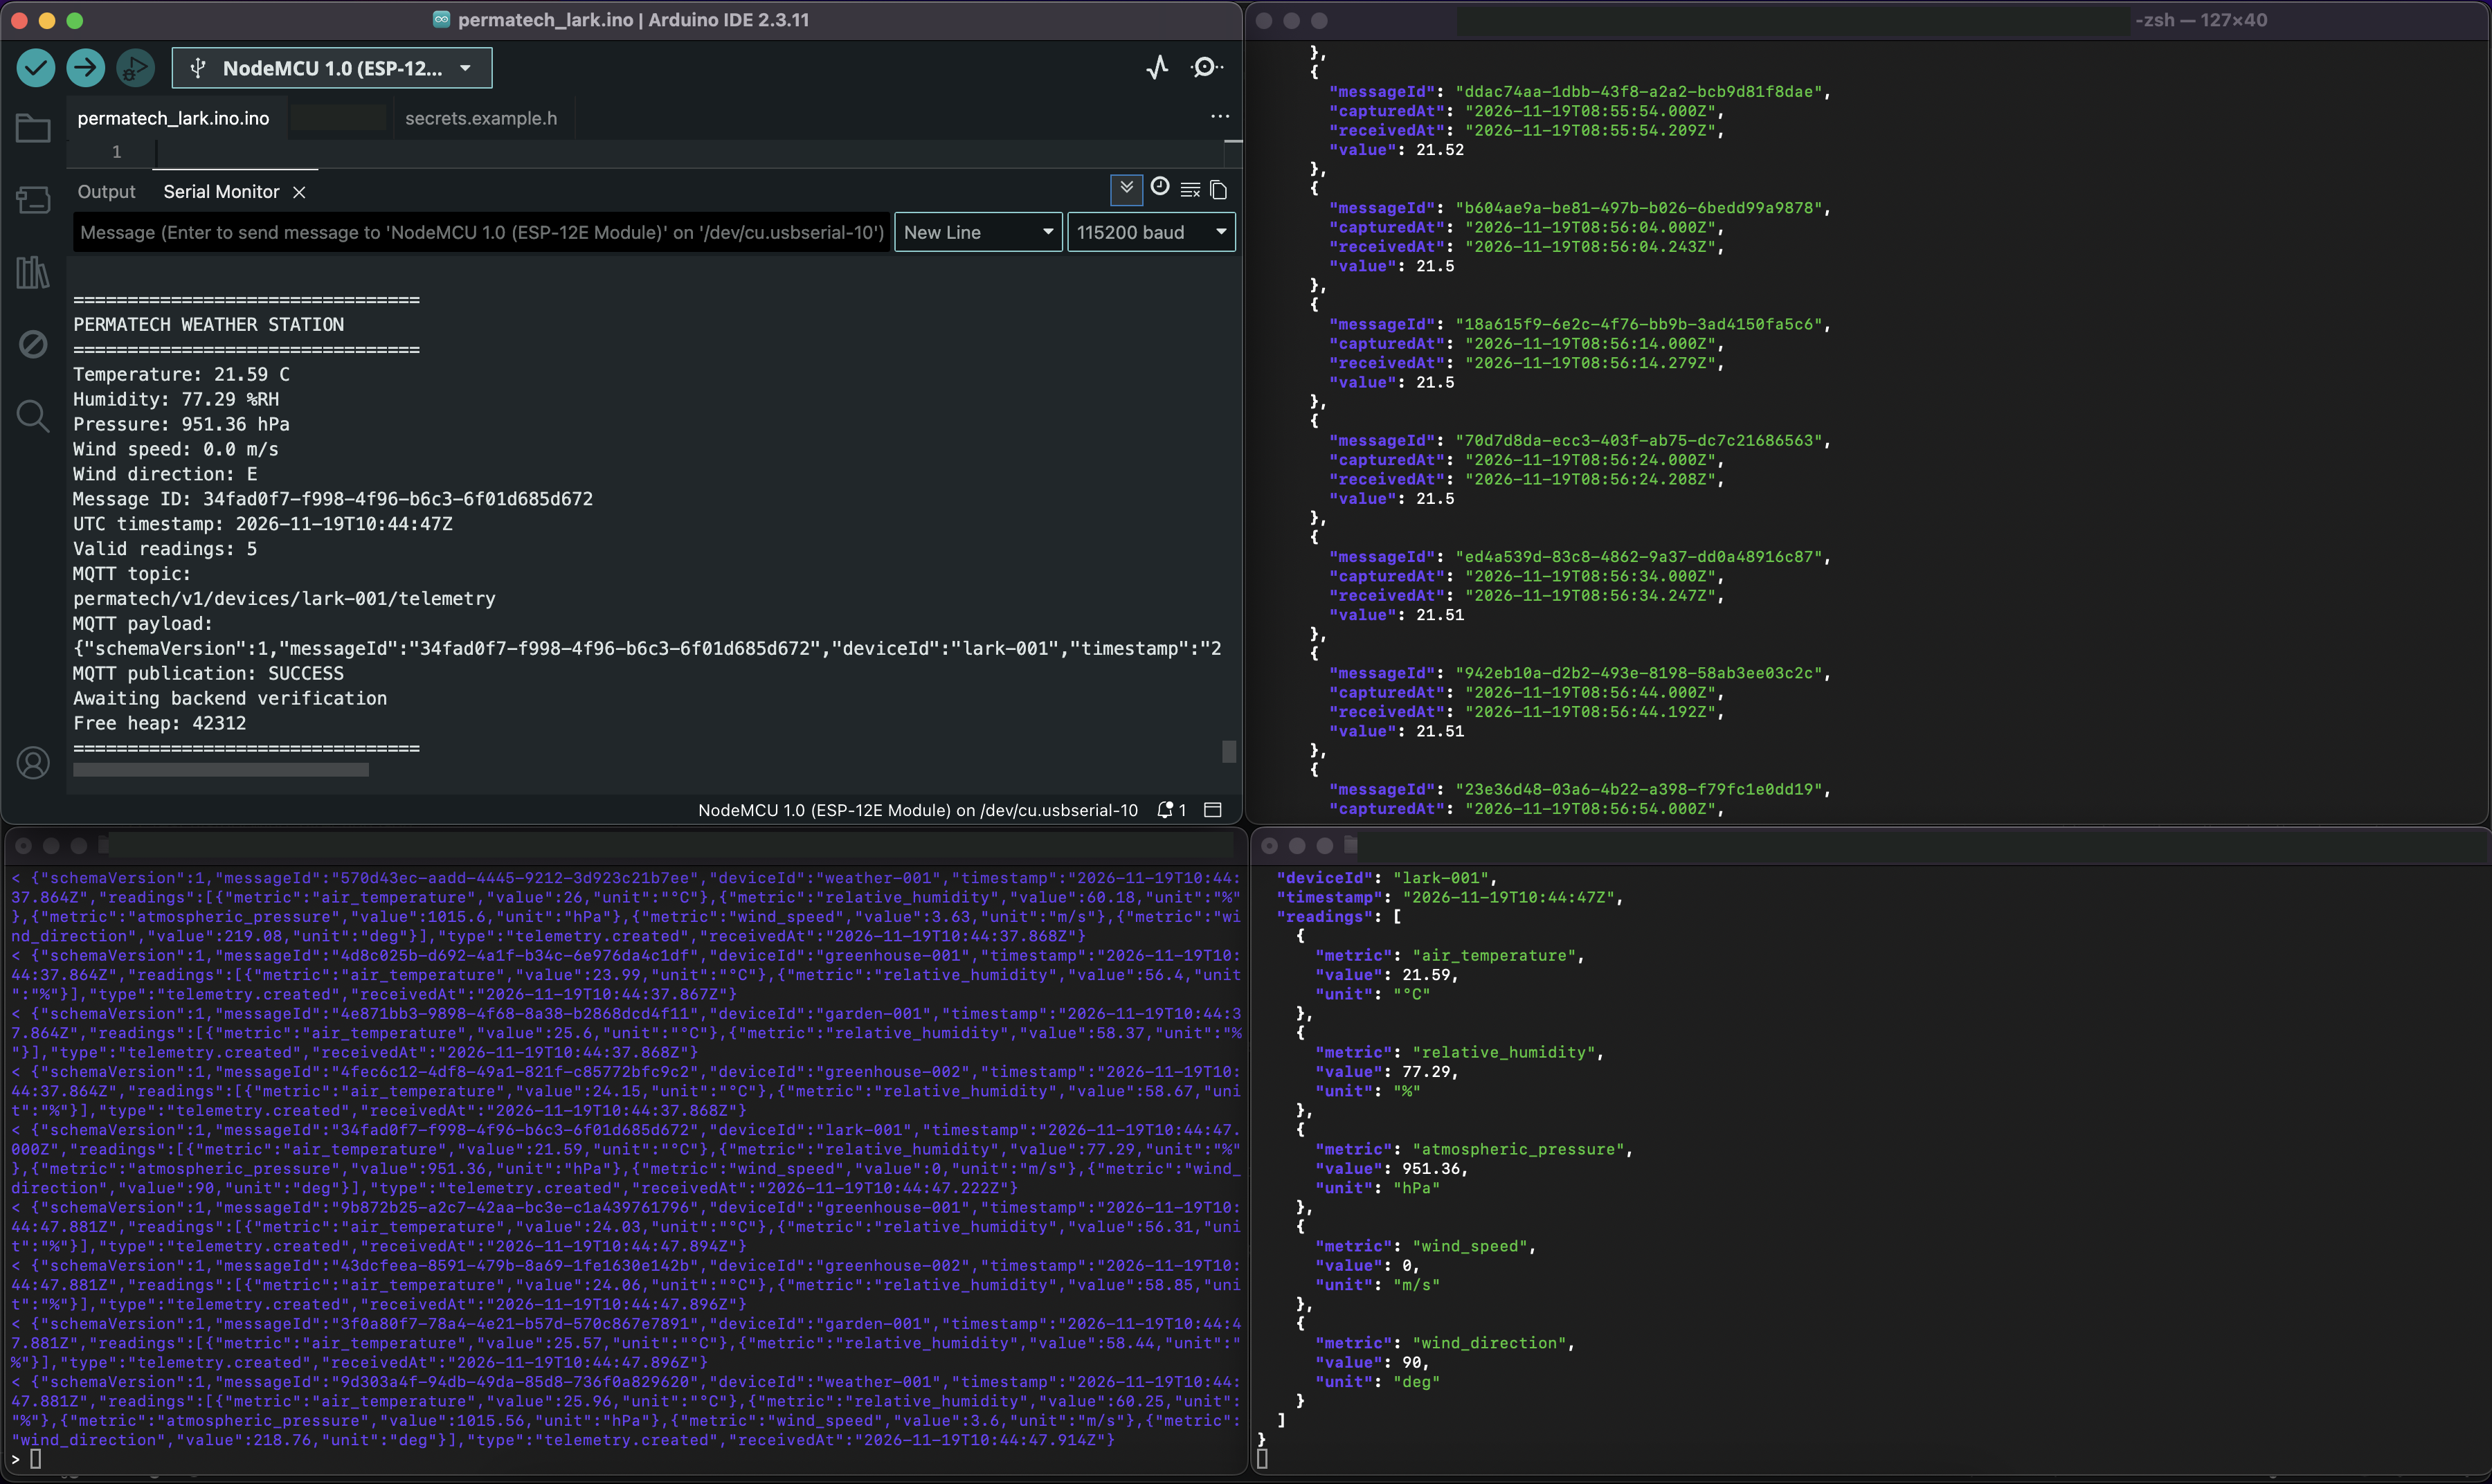 permatech_lark.ino | Arduino IDE 2.3.11
NodeMCU 1.0 (ESP-12...
permatech_lark.ino.ino
secrets.example.h
1
Output
Serial Monitor
Message (Enter to send message to 'NodeMCU 1.0 (ESP-12E Module)' on '/dev/cu.usbserial-10')
New Line
115200 baud
================================
PERMATECH WEATHER STATION
================================
Temperature: 21.59 C
Humidity: 77.29 %RH
Pressure: 951.36 hPa
Wind speed: 0.0 m/s
Wind direction: E
Message ID: 34fad0f7-f998-4f96-b6c3-6f01d685d672
UTC timestamp: 2026-11-19T10:44:47Z
Valid readings: 5
MQTT topic:
permatech/v1/devices/lark-001/telemetry
MQTT payload:
{"schemaVersion":1,"messageId":"34fad0f7-f998-4f96-b6c3-6f01d685d672","deviceId":"lark-001","timestamp":"2
MQTT publication: SUCCESS
Awaiting backend verification
Free heap: 42312
================================
NodeMCU 1.0 (ESP-12E Module) on /dev/cu.usbserial-10
1
-zsh — 127×40
},
{
"messageId": "ddac74aa-1dbb-43f8-a2a2-bcb9d81f8dae",
"capturedAt": "2026-11-19T08:55:54.000Z",
"receivedAt": "2026-11-19T08:55:54.209Z",
"value": 21.52
},
{
"messageId": "b604ae9a-be81-497b-b026-6bedd99a9878",
"capturedAt": "2026-11-19T08:56:04.000Z",
"receivedAt": "2026-11-19T08:56:04.243Z",
"value": 21.5
},
{
"messageId": "18a615f9-6e2c-4f76-bb9b-3ad4150fa5c6",
"capturedAt": "2026-11-19T08:56:14.000Z",
"receivedAt": "2026-11-19T08:56:14.279Z",
"value": 21.5
},
{
"messageId": "70d7d8da-ecc3-403f-ab75-dc7c21686563",
"capturedAt": "2026-11-19T08:56:24.000Z",
"receivedAt": "2026-11-19T08:56:24.208Z",
"value": 21.5
},
{
"messageId": "ed4a539d-83c8-4862-9a37-dd0a48916c87",
"capturedAt": "2026-11-19T08:56:34.000Z",
"receivedAt": "2026-11-19T08:56:34.247Z",
"value": 21.51
},
{
"messageId": "942eb10a-d2b2-493e-8198-58ab3ee03c2c",
"capturedAt": "2026-11-19T08:56:44.000Z",
"receivedAt": "2026-11-19T08:56:44.192Z",
"value": 21.51
},
{
"messageId": "23e36d48-03a6-4b22-a398-f79fc1e0dd19",
"capturedAt": "2026-11-19T08:56:54.000Z",
< {"schemaVersion":1,"messageId":"570d43ec-aadd-4445-9212-3d923c21b7ee","deviceId":"weather-001","timestamp":"2026-11-19T10:44:
37.864Z","readings":[{"metric":"air_temperature","value":26,"unit":"°C"},{"metric":"relative_humidity","value":60.18,"unit":"%"
},{"metric":"atmospheric_pressure","value":1015.6,"unit":"hPa"},{"metric":"wind_speed","value":3.63,"unit":"m/s"},{"metric":"wi
nd_direction","value":219.08,"unit":"deg"}],"type":"telemetry.created","receivedAt":"2026-11-19T10:44:37.868Z"}
< {"schemaVersion":1,"messageId":"4d8c025b-d692-4a1f-b34c-6e976da4c1df","deviceId":"greenhouse-001","timestamp":"2026-11-19T10:
44:37.864Z","readings":[{"metric":"air_temperature","value":23.99,"unit":"°C"},{"metric":"relative_humidity","value":56.4,"unit
":"%"}],"type":"telemetry.created","receivedAt":"2026-11-19T10:44:37.867Z"}
< {"schemaVersion":1,"messageId":"4e871bb3-9898-4f68-8a38-b2868dcd4f11","deviceId":"garden-001","timestamp":"2026-11-19T10:44:3
7.864Z","readings":[{"metric":"air_temperature","value":25.6,"unit":"°C"},{"metric":"relative_humidity","value":58.37,"unit":"%
"}],"type":"telemetry.created","receivedAt":"2026-11-19T10:44:37.868Z"}
< {"schemaVersion":1,"messageId":"4fec6c12-4df8-49a1-821f-c85772bfc9c2","deviceId":"greenhouse-002","timestamp":"2026-11-19T10:
44:37.864Z","readings":[{"metric":"air_temperature","value":24.15,"unit":"°C"},{"metric":"relative_humidity","value":58.67,"uni
t":"%"}],"type":"telemetry.created","receivedAt":"2026-11-19T10:44:37.868Z"}
< {"schemaVersion":1,"messageId":"34fad0f7-f998-4f96-b6c3-6f01d685d672","deviceId":"lark-001","timestamp":"2026-11-19T10:44:47.
000Z","readings":[{"metric":"air_temperature","value":21.59,"unit":"°C"},{"metric":"relative_humidity","value":77.29,"unit":"%"
},{"metric":"atmospheric_pressure","value":951.36,"unit":"hPa"},{"metric":"wind_speed","value":0,"unit":"m/s"},{"metric":"wind_
direction","value":90,"unit":"deg"}],"type":"telemetry.created","receivedAt":"2026-11-19T10:44:47.222Z"}
< {"schemaVersion":1,"messageId":"9b872b25-a2c7-42aa-bc3e-c1a439761796","deviceId":"greenhouse-001","timestamp":"2026-11-19T10:
44:47.881Z","readings":[{"metric":"air_temperature","value":24.03,"unit":"°C"},{"metric":"relative_humidity","value":56.31,"uni
t":"%"}],"type":"telemetry.created","receivedAt":"2026-11-19T10:44:47.894Z"}
< {"schemaVersion":1,"messageId":"43dcfeea-8591-479b-8a69-1fe1630e142b","deviceId":"greenhouse-002","timestamp":"2026-11-19T10:
44:47.881Z","readings":[{"metric":"air_temperature","value":24.06,"unit":"°C"},{"metric":"relative_humidity","value":58.85,"uni
t":"%"}],"type":"telemetry.created","receivedAt":"2026-11-19T10:44:47.896Z"}
< {"schemaVersion":1,"messageId":"3f0a80f7-78a4-4e21-b57d-570c867e7891","deviceId":"garden-001","timestamp":"2026-11-19T10:44:4
7.881Z","readings":[{"metric":"air_temperature","value":25.57,"unit":"°C"},{"metric":"relative_humidity","value":58.44,"unit":"
%"}],"type":"telemetry.created","receivedAt":"2026-11-19T10:44:47.896Z"}
< {"schemaVersion":1,"messageId":"9d303a4f-94db-49da-85d8-736f0a829620","deviceId":"weather-001","timestamp":"2026-11-19T10:44:
47.881Z","readings":[{"metric":"air_temperature","value":25.96,"unit":"°C"},{"metric":"relative_humidity","value":60.25,"unit":
"%"},{"metric":"atmospheric_pressure","value":1015.56,"unit":"hPa"},{"metric":"wind_speed","value":3.6,"unit":"m/s"},{"metric":
"wind_direction","value":218.76,"unit":"deg"}],"type":"telemetry.created","receivedAt":"2026-11-19T10:44:47.914Z"}
>
"deviceId": "lark-001",
"timestamp": "2026-11-19T10:44:47Z",
"readings": [
{
"metric": "air_temperature",
"value": 21.59,
"unit": "°C"
},
{
"metric": "relative_humidity",
"value": 77.29,
"unit": "%"
},
{
"metric": "atmospheric_pressure",
"value": 951.36,
"unit": "hPa"
},
{
"metric": "wind_speed",
"value": 0,
"unit": "m/s"
},
{
"metric": "wind_direction",
"value": 90,
"unit": "deg"
}
]
}